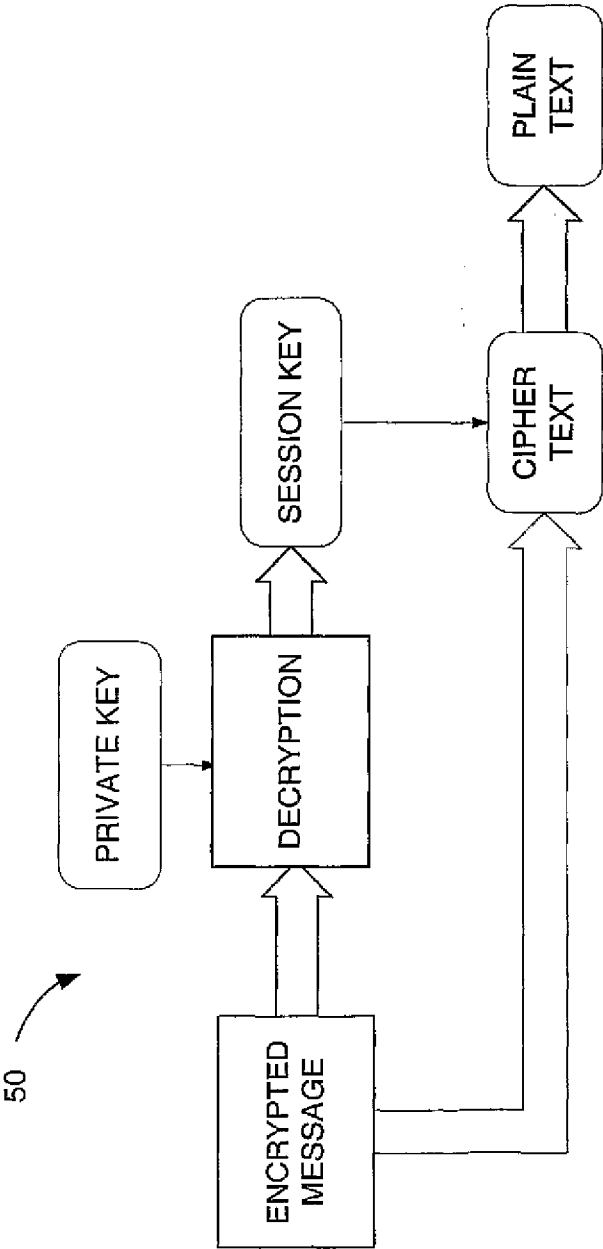 50
PRIVATE KEY
ENCRYPTED
MESSAGE
DECRYPTION
SESSION KEY
CIPHER
TEXT
PLAIN
TEXT